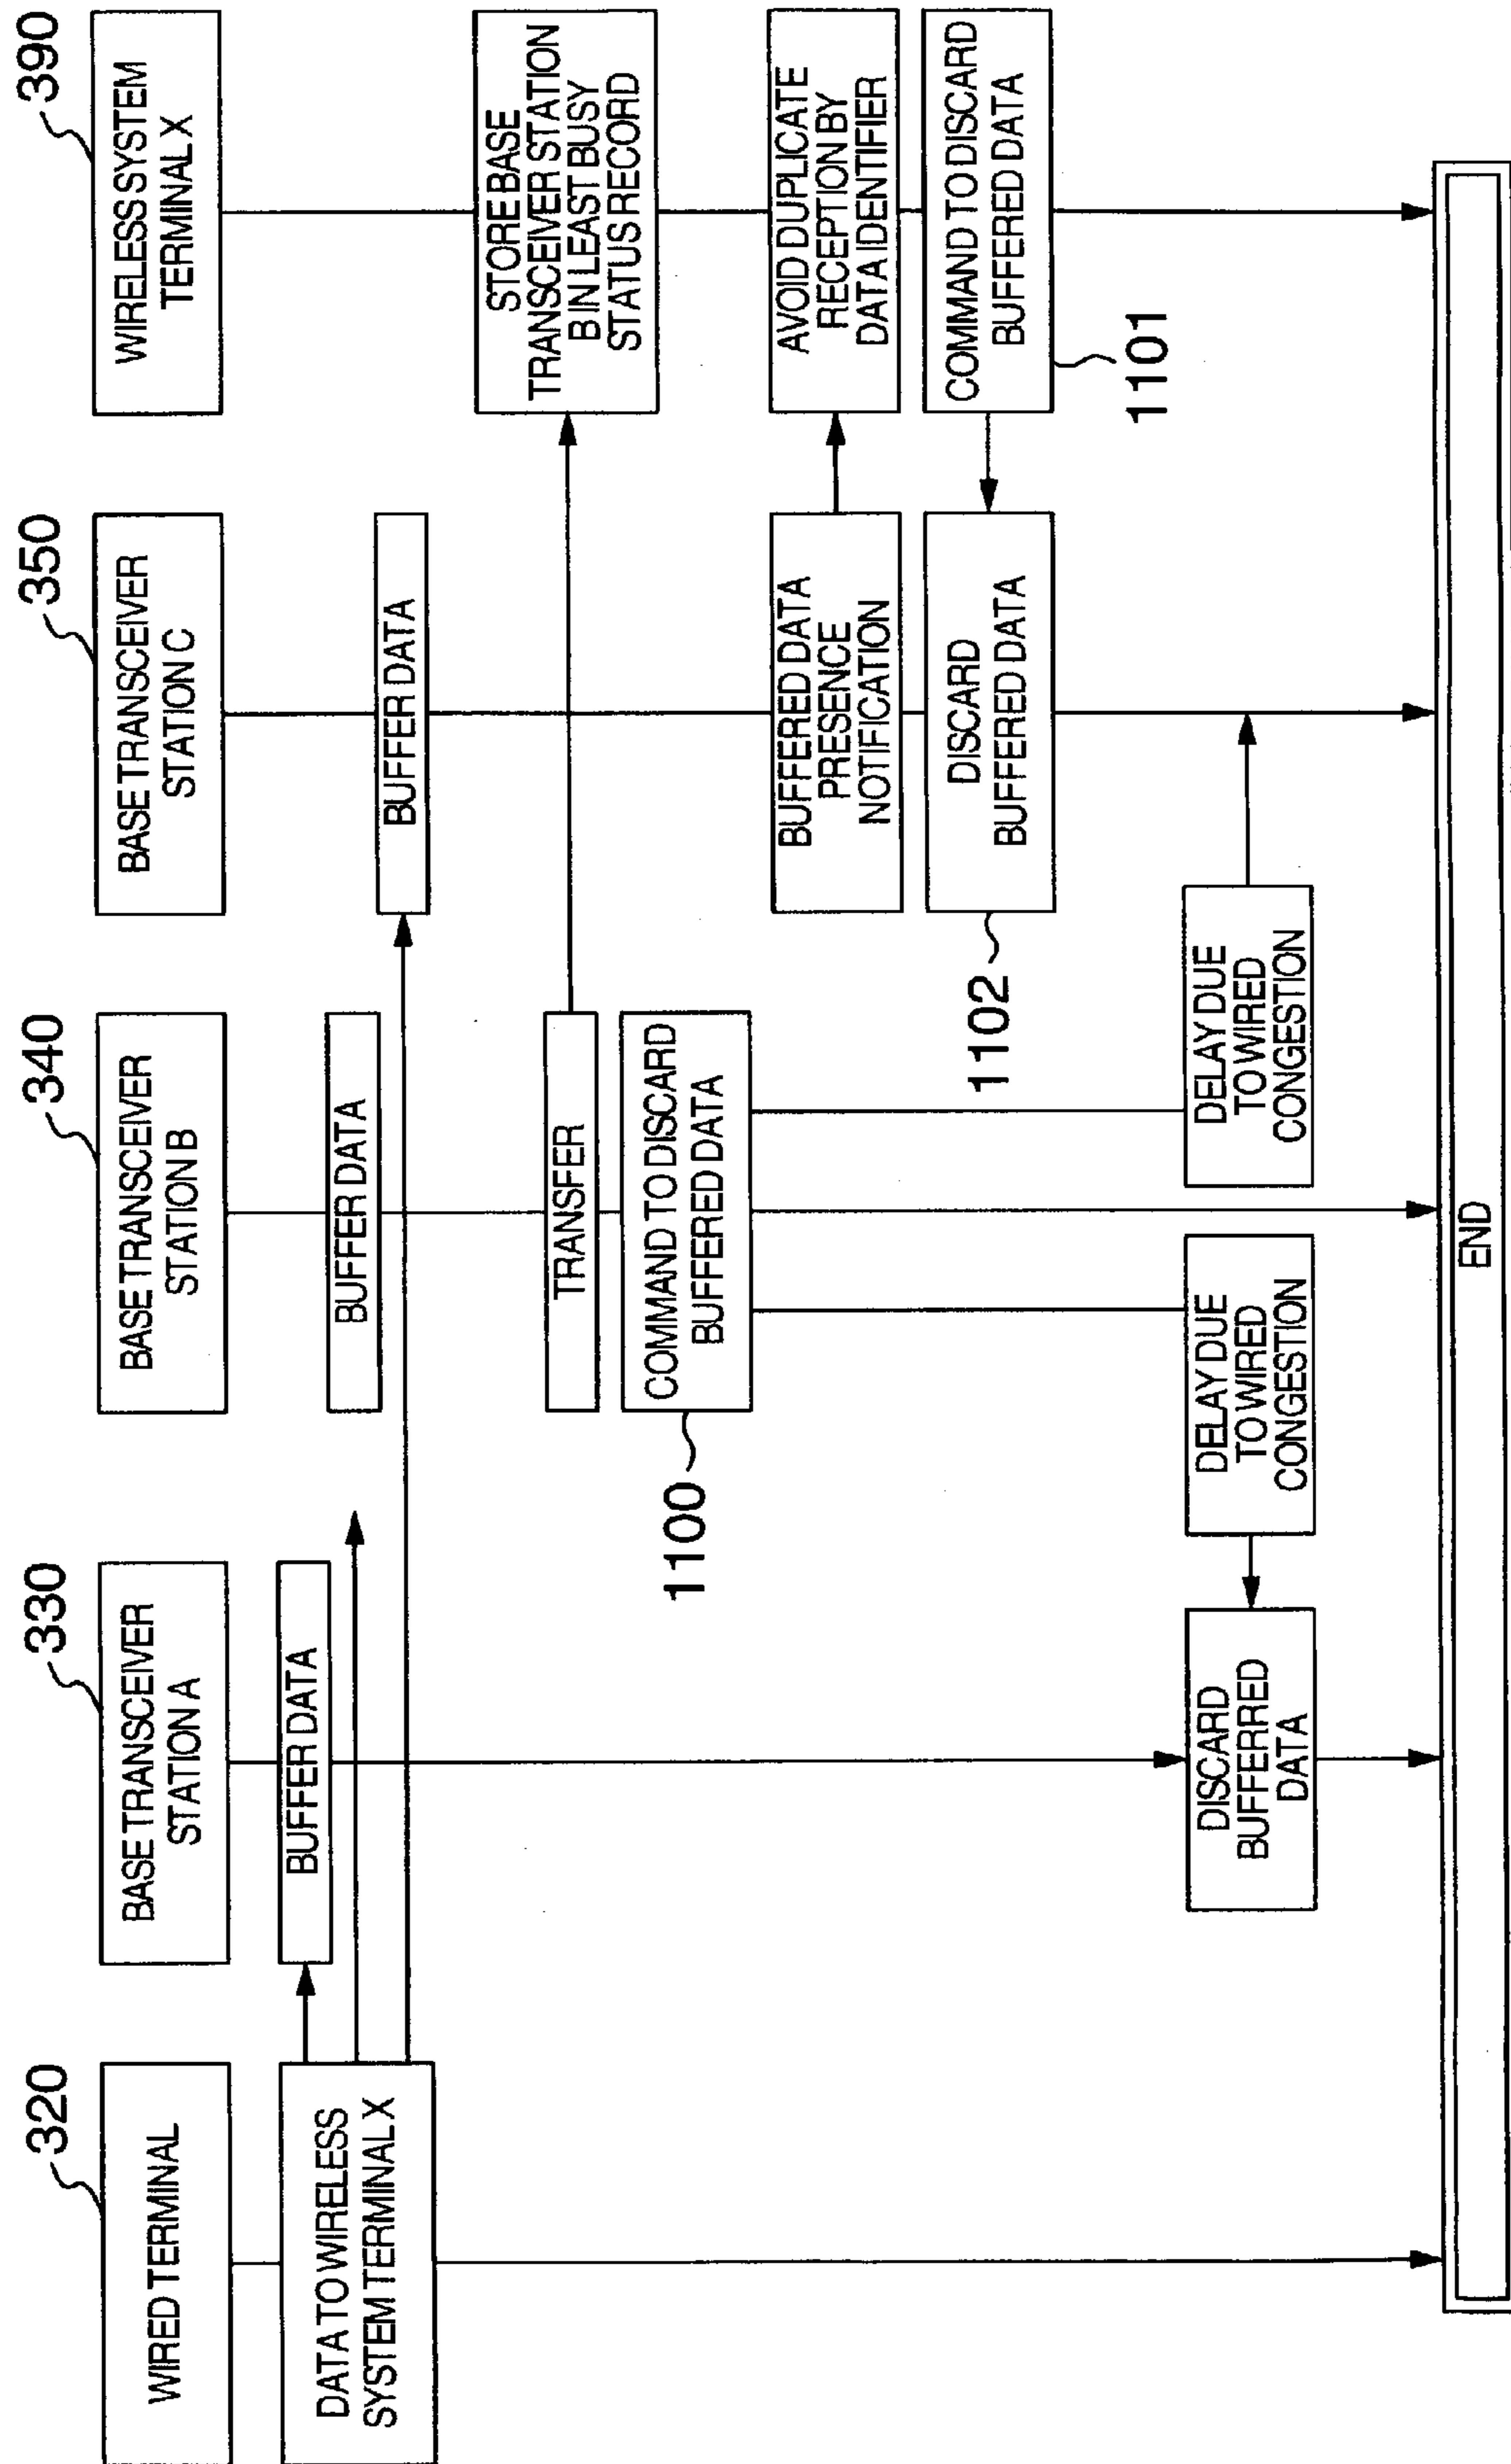 320
WIRED TERMINAL
330
BASE TRANSCEIVER
STATION A
340
BASE TRANSCEIVER
STATION B
350
BASE TRANSCEIVER
STATION C
390
WIRELESS SYSTEM
TERMINAL X
DATA TO WIRELESS
SYSTEM TERMINAL X
BUFFER DATA
BUFFER DATA
BUFFER DATA
TRANSFER
STORE BASE
TRANSCEIVER STATION
B IN LEAST BUSY
STATUS RECORD
1100
COMMAND TO DISCARD
BUFFERED DATA
BUFFERED DATA
PRESENCE
NOTIFICATION
AVOID DUPLICATE
RECEPTION BY
DATA IDENTIFIER
1102
DISCARD
BUFFERED DATA
COMMAND TO DISCARD
BUFFERED DATA
1101
DISCARD
BUFFERRED
DATA
DELAY DUE
TO WIRED
CONGESTION
DELAY DUE
TO WIRED
CONGESTION
END